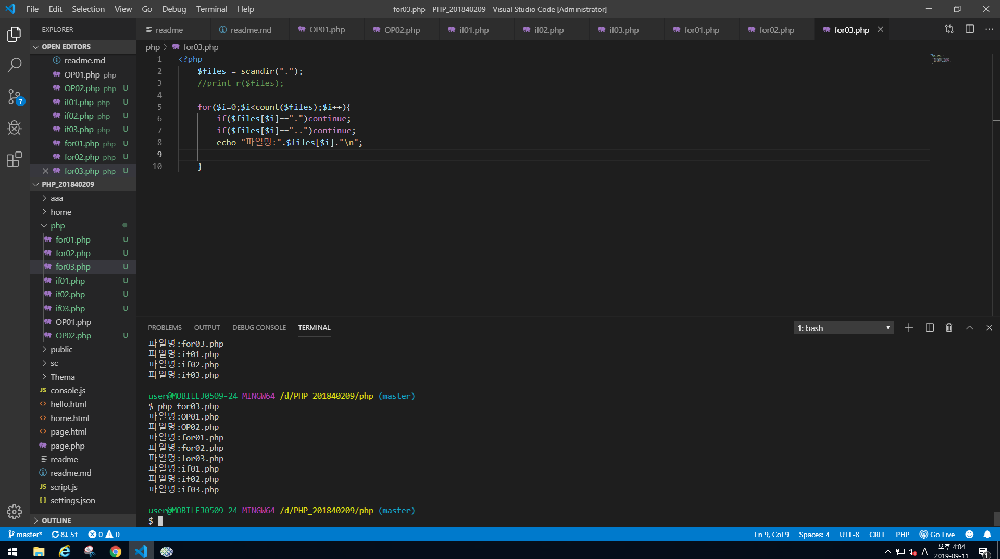 File Edit Selection View Go Debug Terminal Help
for03.php - PHP_201840209 - Visual Studio Code [Administrator]
EXPLORER
readme
readme.md
OP01.php
OP02.php
if01.php
if02.php
if03.php
for01.php
for02.php
for03.php
OPEN EDITORS
readme.md
OP01.php php
OP02.php php U
if01.php php U
if02.php php U
if03.php php U
for01.php php U
for02.php php U
for03.php php U
7
PHP_201840209
aaa
home
php
for01.php U
for02.php U
for03.php U
if01.php U
if02.php U
if03.php U
OP01.php
OP02.php U
public
sc
Thema
JS console.js
<> hello.html
<> home.html
<> page.html
page.php
readme
readme.md
JS script.js
{} settings.json
OUTLINE
php > for03.php
1 <?php
2 $files = scandir(".");
3 //print_r($files);
4
5 for($i=0;$i<count($files);$i++){
6 if($files[$i]==".")continue;
7 if($files[$i]=="..")continue;
8 echo "파일명:".$files[$i]."\n";
9
10 }
PROBLEMS OUTPUT DEBUG CONSOLE TERMINAL
1: bash
파일명:for03.php
파일명:if01.php
파일명:if02.php
파일명:if03.php
user@MOBILEJ0509-24 MINGW64 /d/PHP_201840209/php (master)
$ php for03.php
파일명:OP01.php
파일명:OP02.php
파일명:for01.php
파일명:for02.php
파일명:for03.php
파일명:if01.php
파일명:if02.php
파일명:if03.php
user@MOBILEJ0509-24 MINGW64 /d/PHP_201840209/php (master)
$
master* 8↓ 5↑ 0 0
Ln 9, Col 9 Spaces: 4 UTF-8 CRLF PHP Go Live
A
오후 4:04
2019-09-11
1